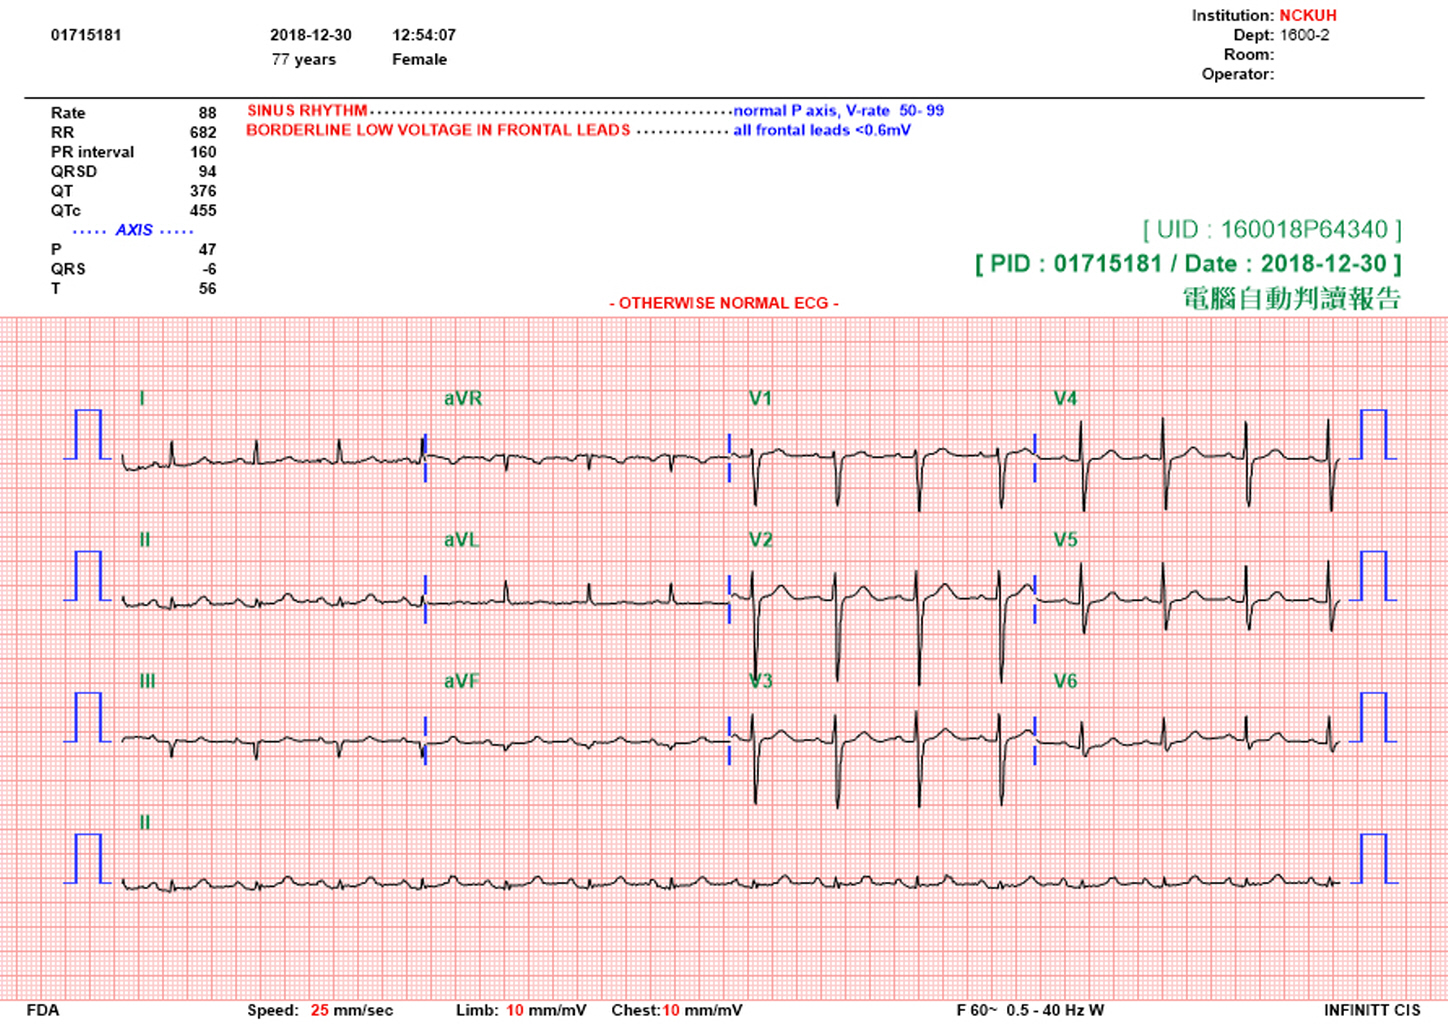 Institution: NCKUH
01715181 2018-12-30 12:54:07 Dept: 1600-2
77 years Female Room:
Operator:
Rate 88 SINUS RHYTHM normal P axis, V-rate 50- 99
RR 682 BORDERLINE LOW VOLTAGE IN FRONTAL LEADS all frontal leads <0.6mV
PR interval 160
QRSD 94
QT 376
QTc 455
····· AXIS ·····
P 47
QRS -6
T 56
[ UID : 160018P64340 ]
[ PID : 01715181 / Date : 2018-12-30 ]
電腦自動判讀報告
- OTHERWISE NORMAL ECG -
I aVR V1 V4
II aVL V2 V5
III aVF V3 V6
II
FDA Speed: 25 mm/sec Limb: 10 mm/mV Chest:10 mm/mV F 60~ 0.5 - 40 Hz W INFINITT CIS